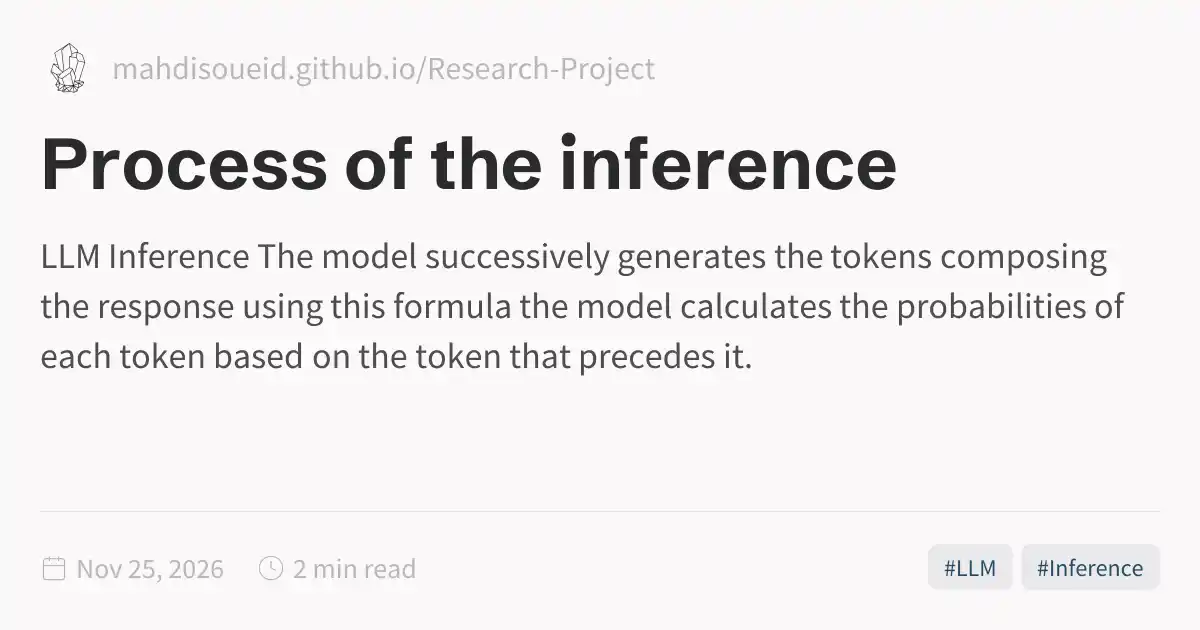 mahdisoueid.github.io/Research-Project
Process of the inference
LLM Inference The model successively generates the tokens composing
the response using this formula the model calculates the probabilities of
each token based on the token that precedes it.
Nov 25, 2026
2 min read
#LLM
#Inference